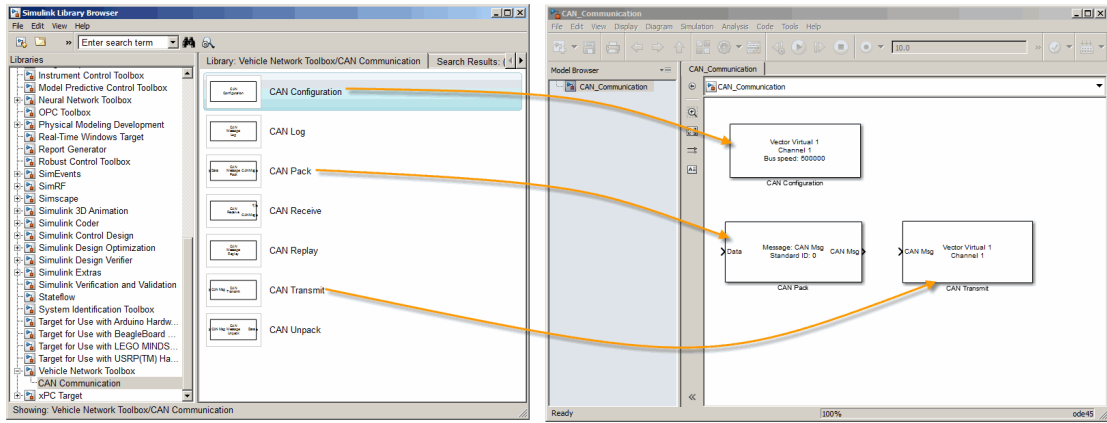 Simulink Library Browser
File Edit View Help
» Enter search term
Libraries
Library: Vehicle Network Toolbox/CAN Communication
Search Results: (
Instrument Control Toolbox
Model Predictive Control Toolbox
Neural Network Toolbox
OPC Toolbox
Physical Modeling Development
Real-Time Windows Target
Report Generator
Robust Control Toolbox
SimEvents
SimRF
Simscape
Simulink 3D Animation
Simulink Coder
Simulink Control Design
Simulink Design Optimization
Simulink Design Verifier
Simulink Extras
Simulink Verification and Validation
Stateflow
System Identification Toolbox
Target for Use with Arduino Hardw...
Target for Use with BeagleBoard ...
Target for Use with LEGO MINDS...
Target for Use with USRP(TM) Ha...
Vehicle Network Toolbox
CAN Communication
xPC Target
CAN Configuration
CAN Log
CAN Pack
CAN Receive
CAN Replay
CAN Transmit
CAN Unpack
Showing: Vehicle Network Toolbox/CAN Communication
CAN_Communication
File Edit View Display Diagram Simulation Analysis Code Tools Help
10.0
»
Model Browser
CAN_Communication
CAN_Communication
CAN_Communication
Vector Virtual 1
Channel 1
Bus speed: 500000
CAN Configuration
Data
Message: CAN Msg
Standard ID: 0
CAN Msg
CAN Pack
CAN Msg
Vector Virtual 1
Channel 1
CAN Transmit
«
Ready
100%
ode45